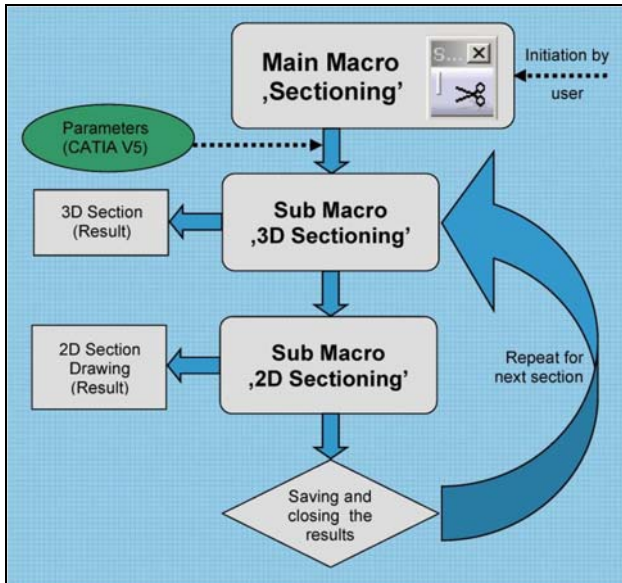 Main Macro
‚Sectioning’
S...
Initiation by
user
Parameters
(CATIA V5)
3D Section
(Result)
Sub Macro
‚3D Sectioning’
2D Section
Drawing
(Result)
Sub Macro
‚2D Sectioning’
Repeat for
next section
Saving and
closing the
results